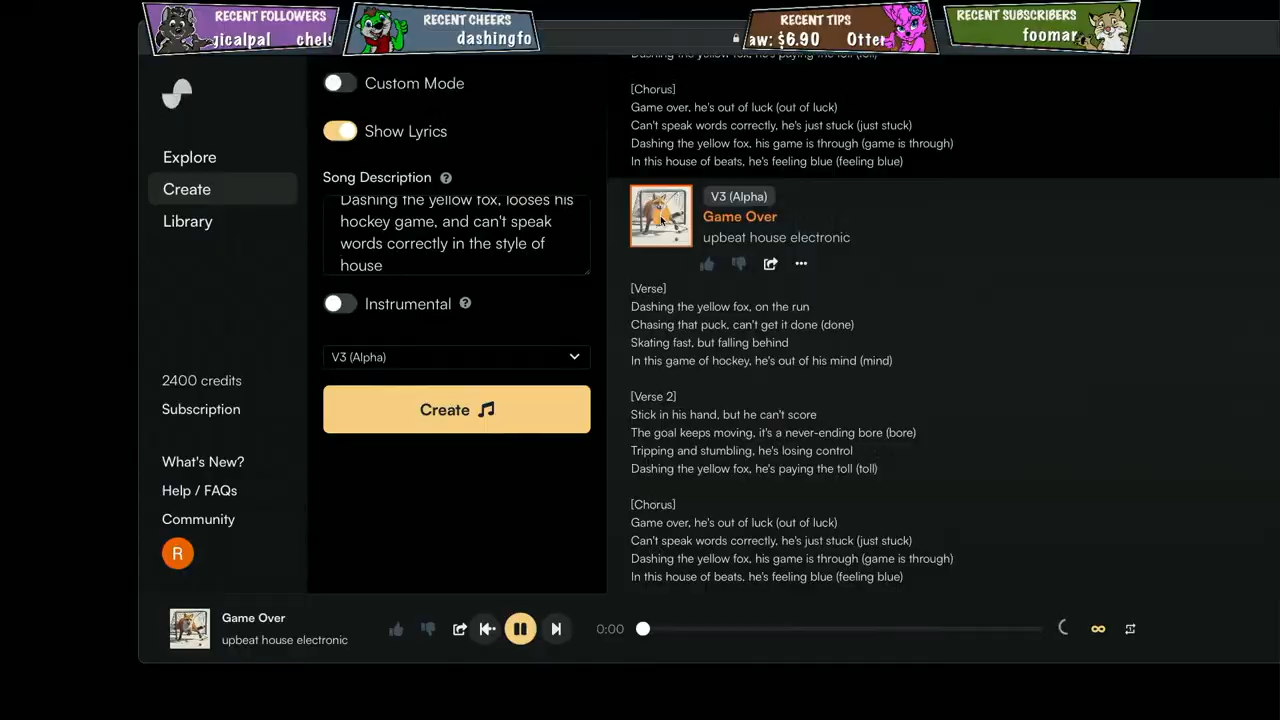 RECENT FOLLOWERS
gicalpal chels
RECENT CHEERS
dashingfo
RECENT TIPS
aw: $6.90 Otter
RECENT SUBSCRIBERS
foomar
Explore
Create
Library
2400 credits
Subscription
What's New?
Help / FAQs
Community
R
Custom Mode
Show Lyrics
Song Description ?
Dashing the yellow fox, looses his
hockey game, and can't speak
words correctly in the style of
house
Instrumental ?
V3 (Alpha)
Create
Dashing the yellow fox, he's paying the toll (toll)
[Chorus]
Game over, he's out of luck (out of luck)
Can't speak words correctly, he's just stuck (just stuck)
Dashing the yellow fox, his game is through (game is through)
In this house of beats, he's feeling blue (feeling blue)
V3 (Alpha)
Game Over
upbeat house electronic
[Verse]
Dashing the yellow fox, on the run
Chasing that puck, can't get it done (done)
Skating fast, but falling behind
In this game of hockey, he's out of his mind (mind)
[Verse 2]
Stick in his hand, but he can't score
The goal keeps moving, it's a never-ending bore (bore)
Tripping and stumbling, he's losing control
Dashing the yellow fox, he's paying the toll (toll)
[Chorus]
Game over, he's out of luck (out of luck)
Can't speak words correctly, he's just stuck (just stuck)
Dashing the yellow fox, his game is through (game is through)
In this house of beats, he's feeling blue (feeling blue)
Game Over
upbeat house electronic
0:00